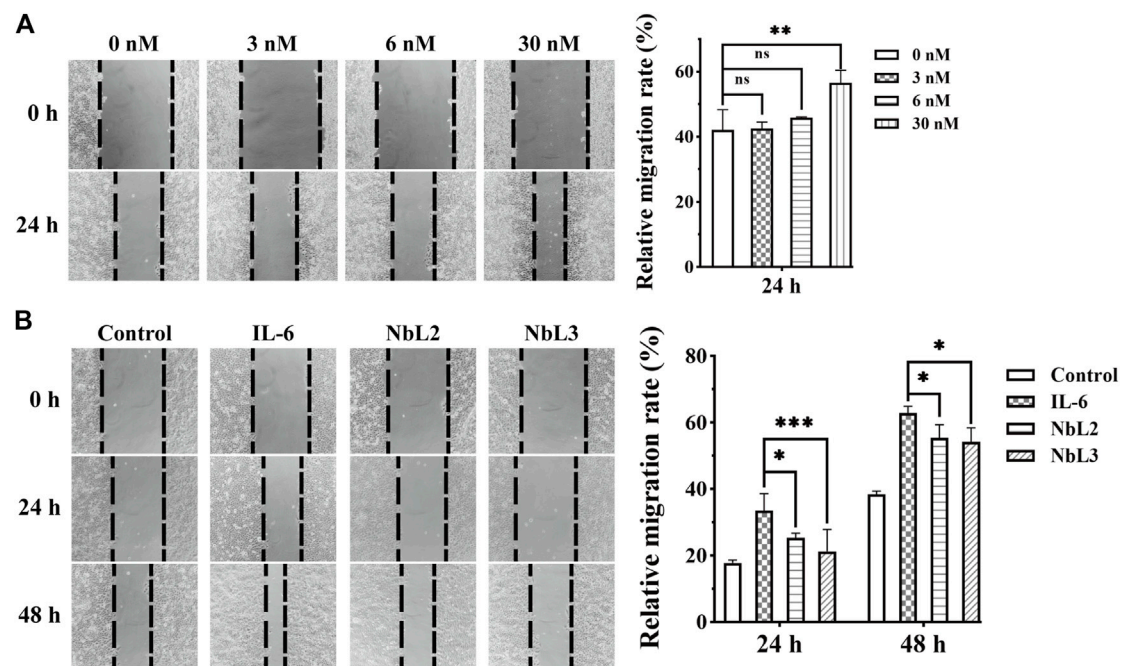 A
0 nM 3 nM 6 nM 30 nM
0 h
24 h
Relative migration rate (%)
60
40
20
0
ns
ns
**
24 h
0 nM
3 nM
6 nM
30 nM
B
Control IL-6 NbL2 NbL3
0 h
24 h
48 h
Relative migration rate (%)
80
60
40
20
0
*
***
*
*
24 h 48 h
Control
IL-6
NbL2
NbL3